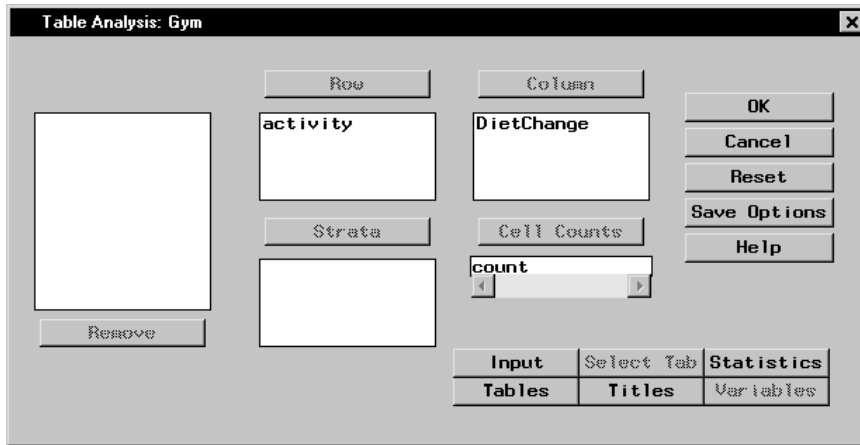 Table Analysis: Gym
Row
Column
activity
DietChange
OK
Cancel
Reset
Save Options
Help
Strata
Cell Counts
count
Remove
Input
Select Tab
Statistics
Tables
Titles
Variables